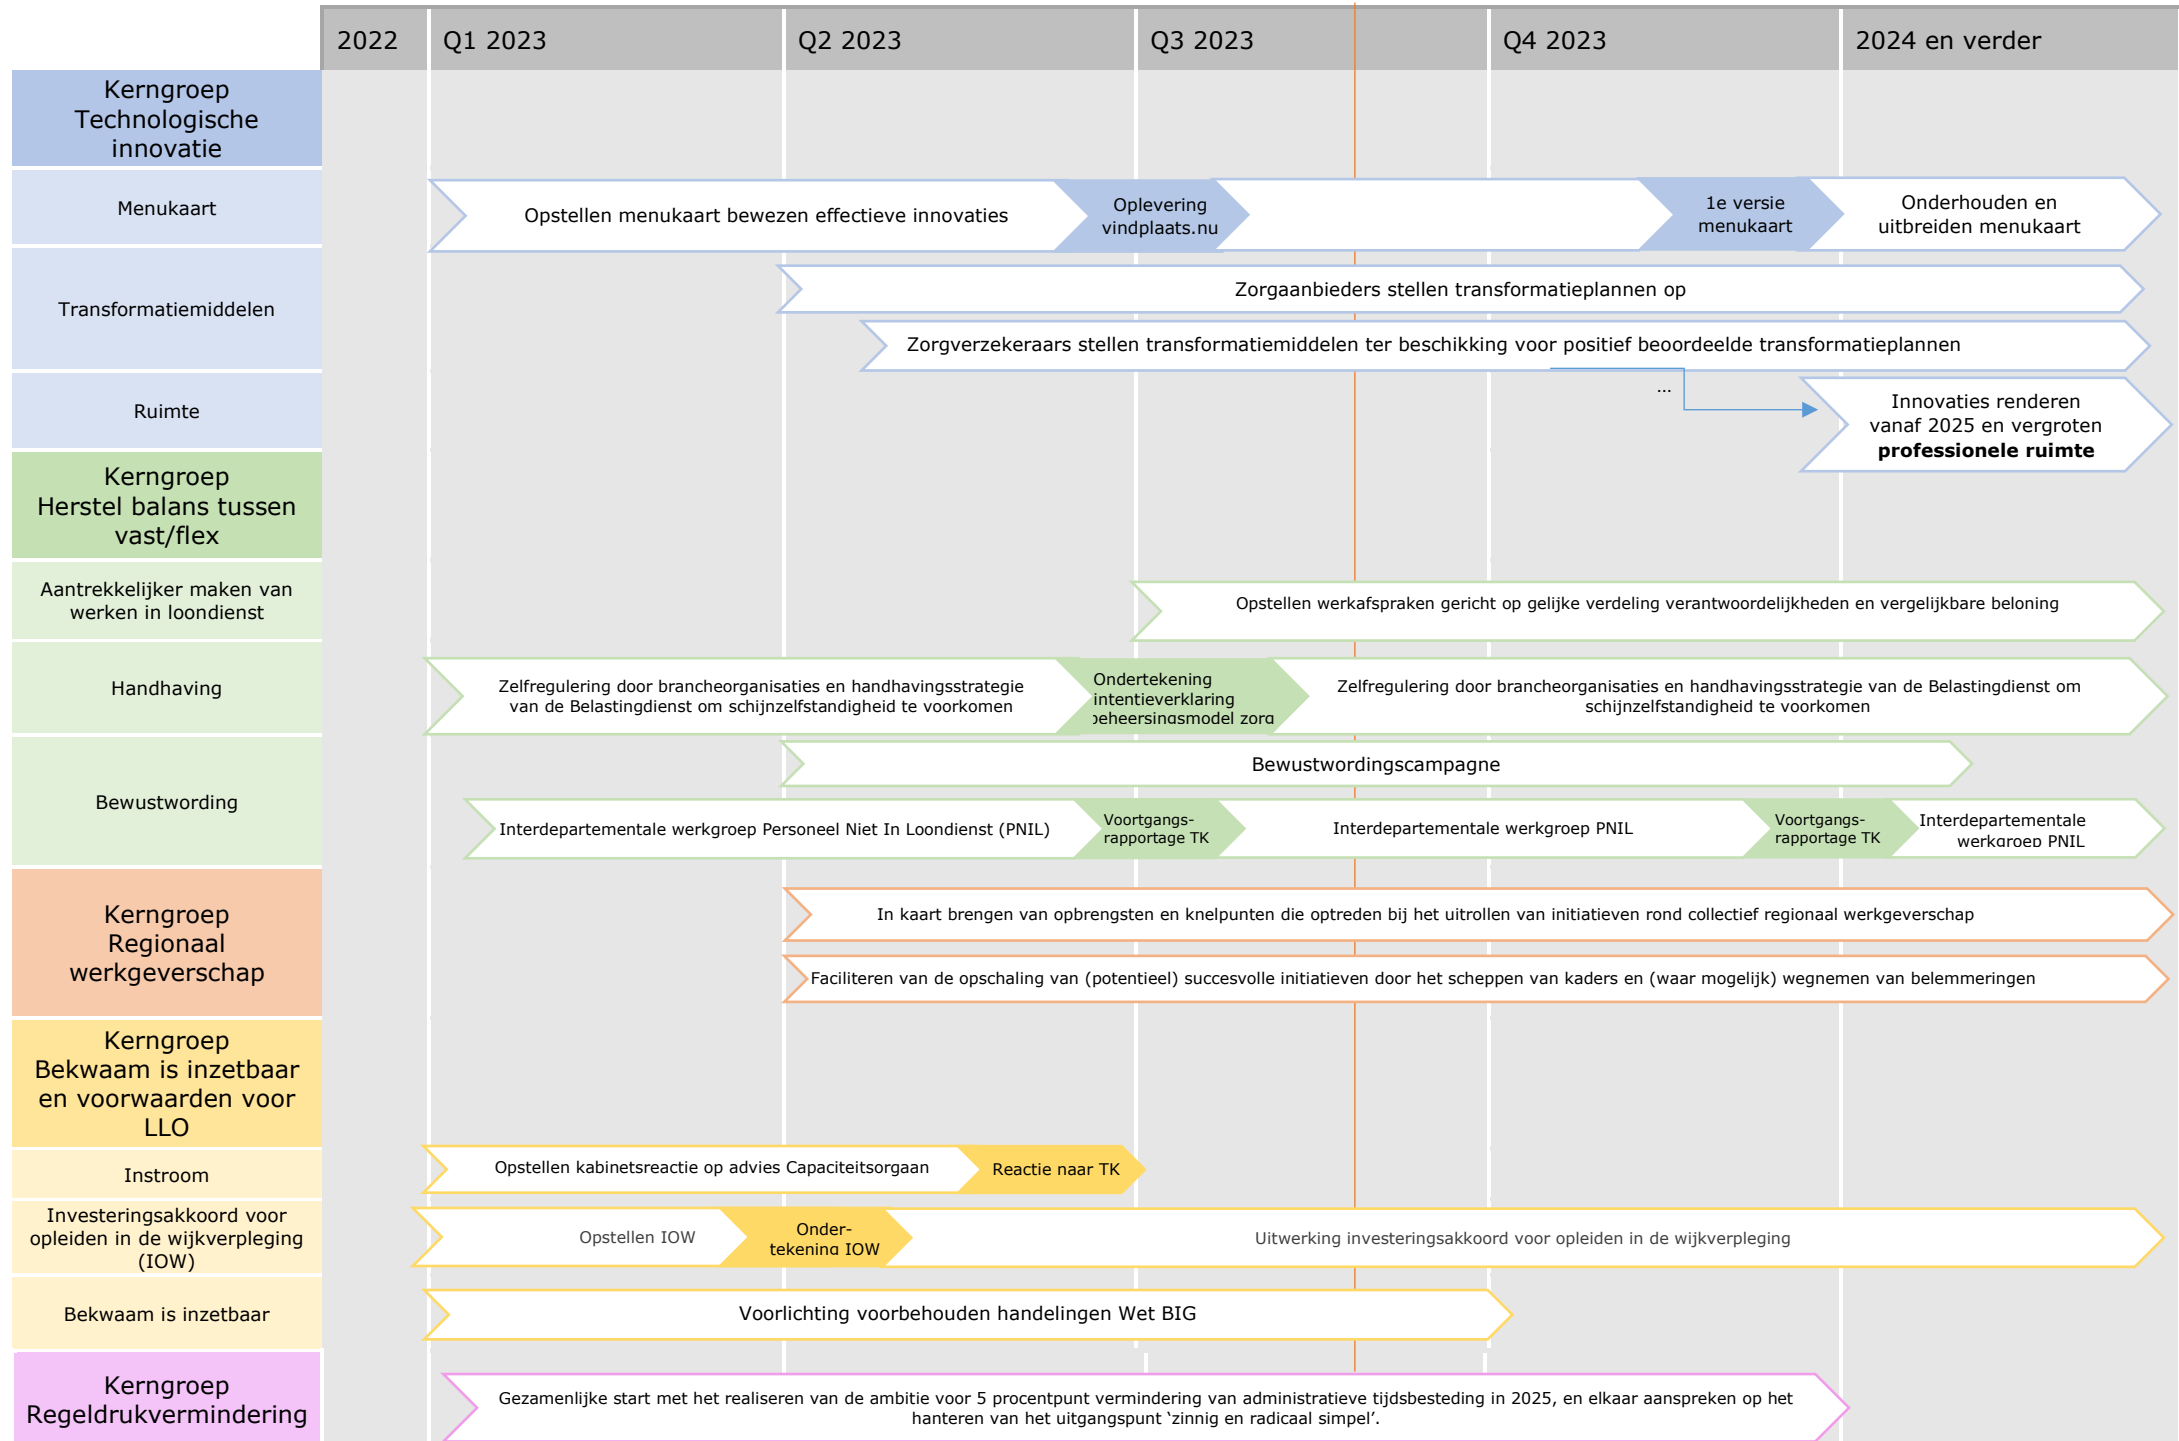 2022
Q1 2023
Q2 2023
Q3 2023
Q4 2023
2024 en verder
Kerngroep
Technologische
innovatie
Menukaart
Opstellen menukaart bewezen effectieve innovaties
Oplevering
vindplaats.nu
1e versie
menukaart
Onderhouden en
uitbreiden menukaart
Transformatiemiddelen
Zorgaanbieders stellen transformatieplannen op
Zorgverzekeraars stellen transformatiemiddelen ter beschikking voor positief beoordeelde transformatieplannen
...
Ruimte
Innovaties renderen
vanaf 2025 en vergroten
professionele ruimte
Kerngroep
Herstel balans tussen
vast/flex
Aantrekkelijker maken van
werken in loondienst
Opstellen werkafspraken gericht op gelijke verdeling verantwoordelijkheden en vergelijkbare beloning
Handhaving
Zelfregulering door brancheorganisaties en handhavingsstrategie
van de Belastingdienst om schijnzelfstandigheid te voorkomen
Ondertekening
intentieverklaring
beheersingsmodel zorg
Zelfregulering door brancheorganisaties en handhavingsstrategie van de Belastingdienst om
schijnzelfstandigheid te voorkomen
Bewustwording
Bewustwordingscampagne
Interdepartementale werkgroep Personeel Niet In Loondienst (PNIL)
Voortgangs-
rapportage TK
Interdepartementale werkgroep PNIL
Voortgangs-
rapportage TK
Interdepartementale
werkgroep PNIL
Kerngroep
Regionaal
werkgeverschap
In kaart brengen van opbrengsten en knelpunten die optreden bij het uitrollen van initiatieven rond collectief regionaal werkgeverschap
Faciliteren van de opschaling van (potentieel) succesvolle initiatieven door het scheppen van kaders en (waar mogelijk) wegnemen van belemmeringen
Kerngroep
Bekwaam is inzetbaar
en voorwaarden voor
LLO
Instroom
Opstellen kabinetsreactie op advies Capaciteitsorgaan
Reactie naar TK
Investeringsakkoord voor
opleiden in de wijkverpleging
(IOW)
Opstellen IOW
Onder-
tekening IOW
Uitwerking investeringsakkoord voor opleiden in de wijkverpleging
Bekwaam is inzetbaar
Voorlichting voorbehouden handelingen Wet BIG
Kerngroep
Regeldrukvermindering
Gezamenlijke start met het realiseren van de ambitie voor 5 procentpunt vermindering van administratieve tijdsbesteding in 2025, en elkaar aanspreken op het
hanteren van het uitgangspunt ‘zinnig en radicaal simpel’.